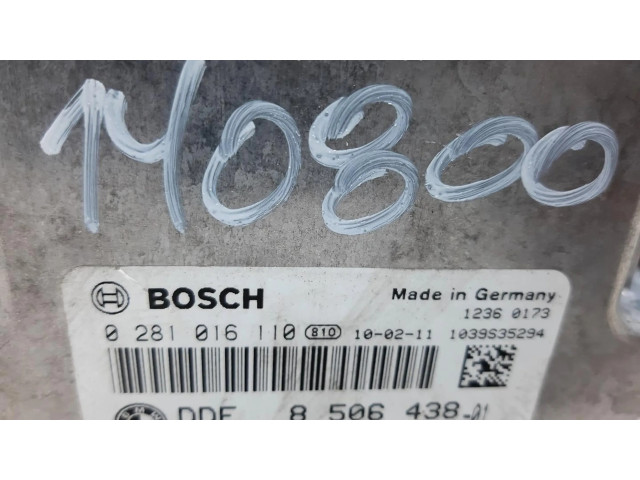 140800
BOSCH Made in Germany
1236 0173
0 281 016 110 810 10-02-11 1039S35294
DDE 8 506 438-01